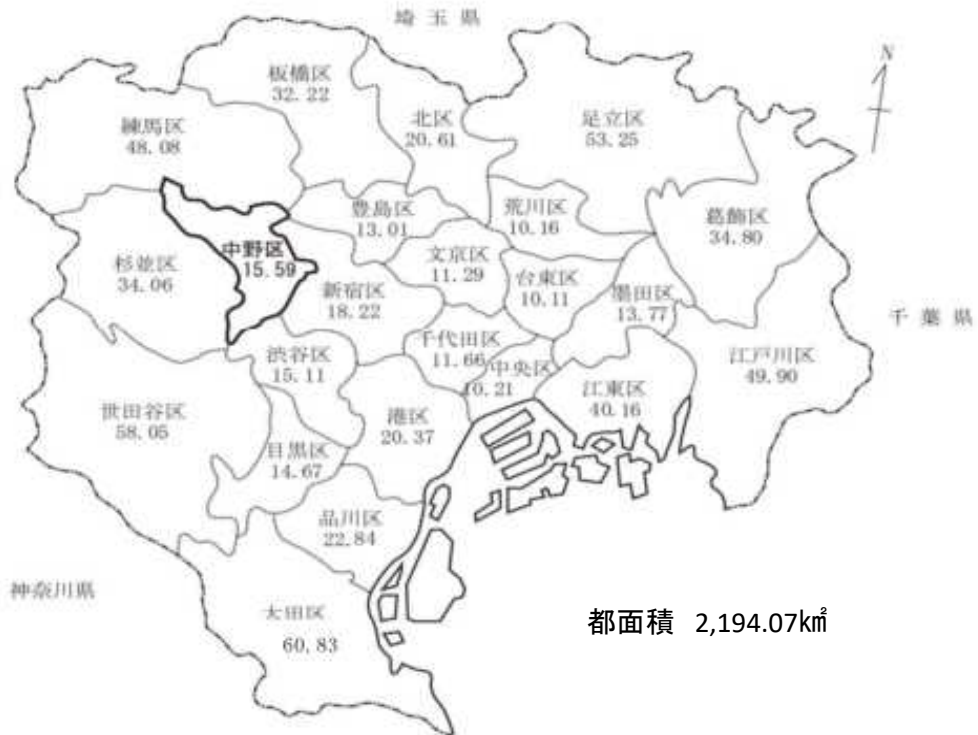 埼玉県
N
板橋区
32.22
北区
20.61
足立区
53.25
練馬区
48.08
豊島区
13.01
荒川区
10.16
葛飾区
34.80
中野区
15.59
文京区
11.29
台東区
10.11
杉並区
34.06
新宿区
18.22
墨田区
13.77
千葉県
千代田区
11.66
中央区
10.21
江戸川区
49.90
渋谷区
15.11
江東区
40.16
世田谷区
58.05
港区
20.37
目黒区
14.67
品川区
22.84
神奈川県
大田区
60.83
都面積 2,194.07㎢